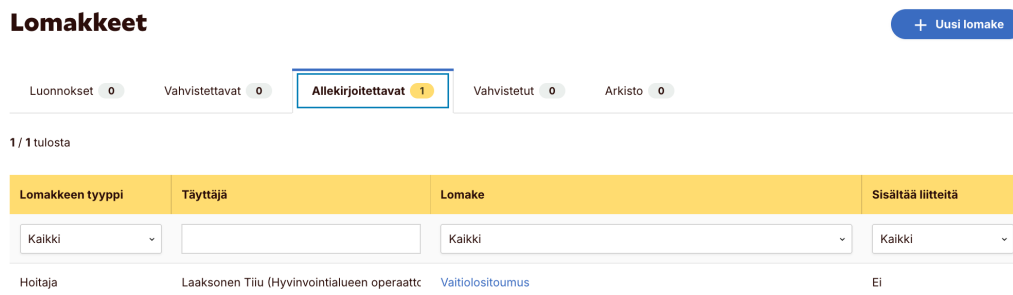 Lomakkeet
+ Uusi lomake
Luonnokset 0 Vahvistettavat 0 Allekirjoitettavat 1 Vahvistetut 0 Arkisto 0
1 / 1 tulosta
Lomakkeen tyyppi Täyttäjä Lomake Sisältää liitteitä
Kaikki Kaikki Kaikki
Hoitaja Laaksonen Tiiu (Hyvinvointialueen operaatto Vaitiolositoumus Ei